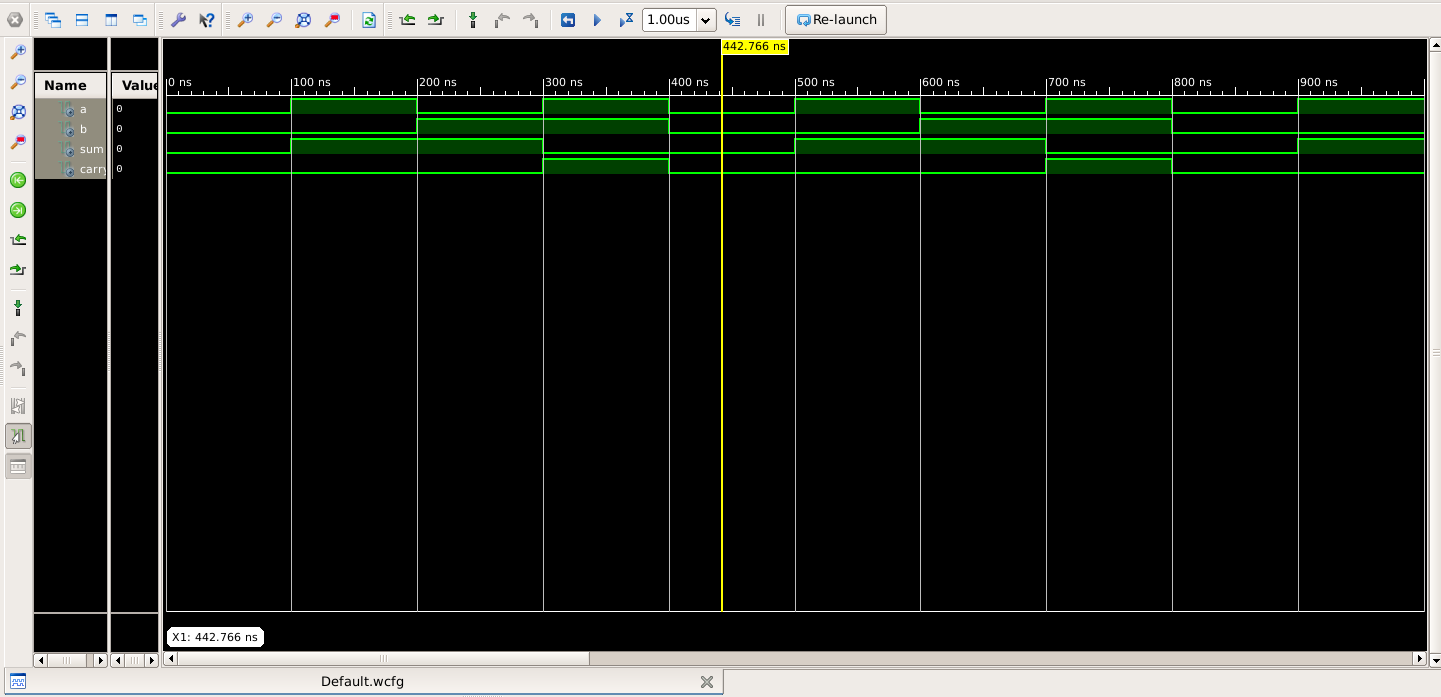 1.00us
Re-launch
442.766 ns
Name
Value
0 ns
100 ns
200 ns
300 ns
400 ns
500 ns
600 ns
700 ns
800 ns
900 ns
a
0
b
0
sum
0
carry
0
X1: 442.766 ns
Default.wcfg